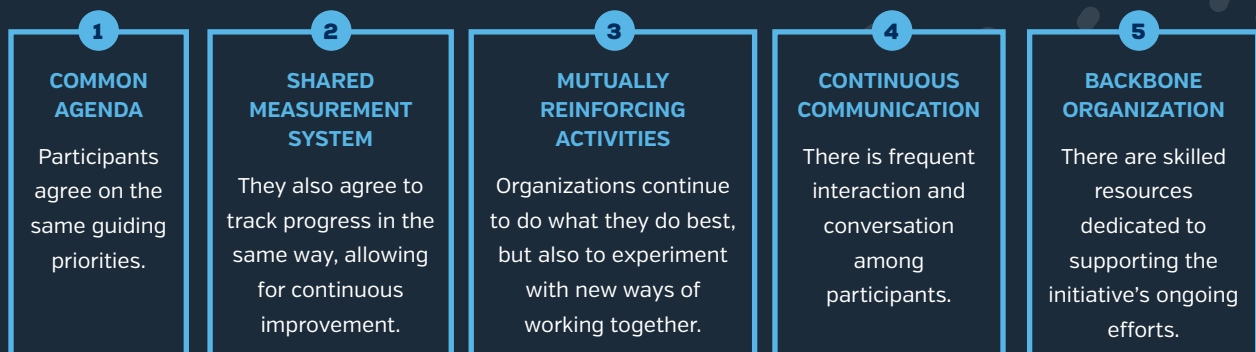 1
COMMON
AGENDA
Participants
agree on the
same guiding
priorities.
2
SHARED
MEASUREMENT
SYSTEM
They also agree to
track progress in the
same way, allowing
for continuous
improvement.
3
MUTUALLY
REINFORCING
ACTIVITIES
Organizations continue
to do what they do best,
but also to experiment
with new ways of
working together.
4
CONTINUOUS
COMMUNICATION
There is frequent
interaction and
conversation
among
participants.
5
BACKBONE
ORGANIZATION
There are skilled
resources
dedicated to
supporting the
initiative’s ongoing
efforts.